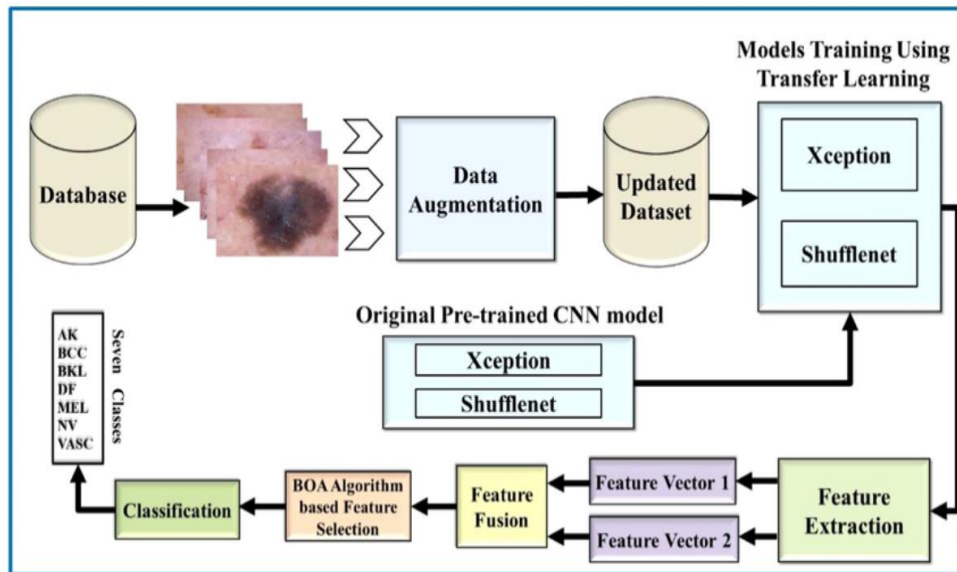 Models Training Using
Transfer Learning
Database
Data
Augmentation
Updated
Dataset
Xception
Shufflenet
Original Pre-trained CNN model
Xception
Shufflenet
AK
BCC
BKL
DF
MEL
NV
VASC
Seven Classes
Classification
BOA Algorithm
based Feature
Selection
Feature
Fusion
Feature Vector 1
Feature Vector 2
Feature
Extraction